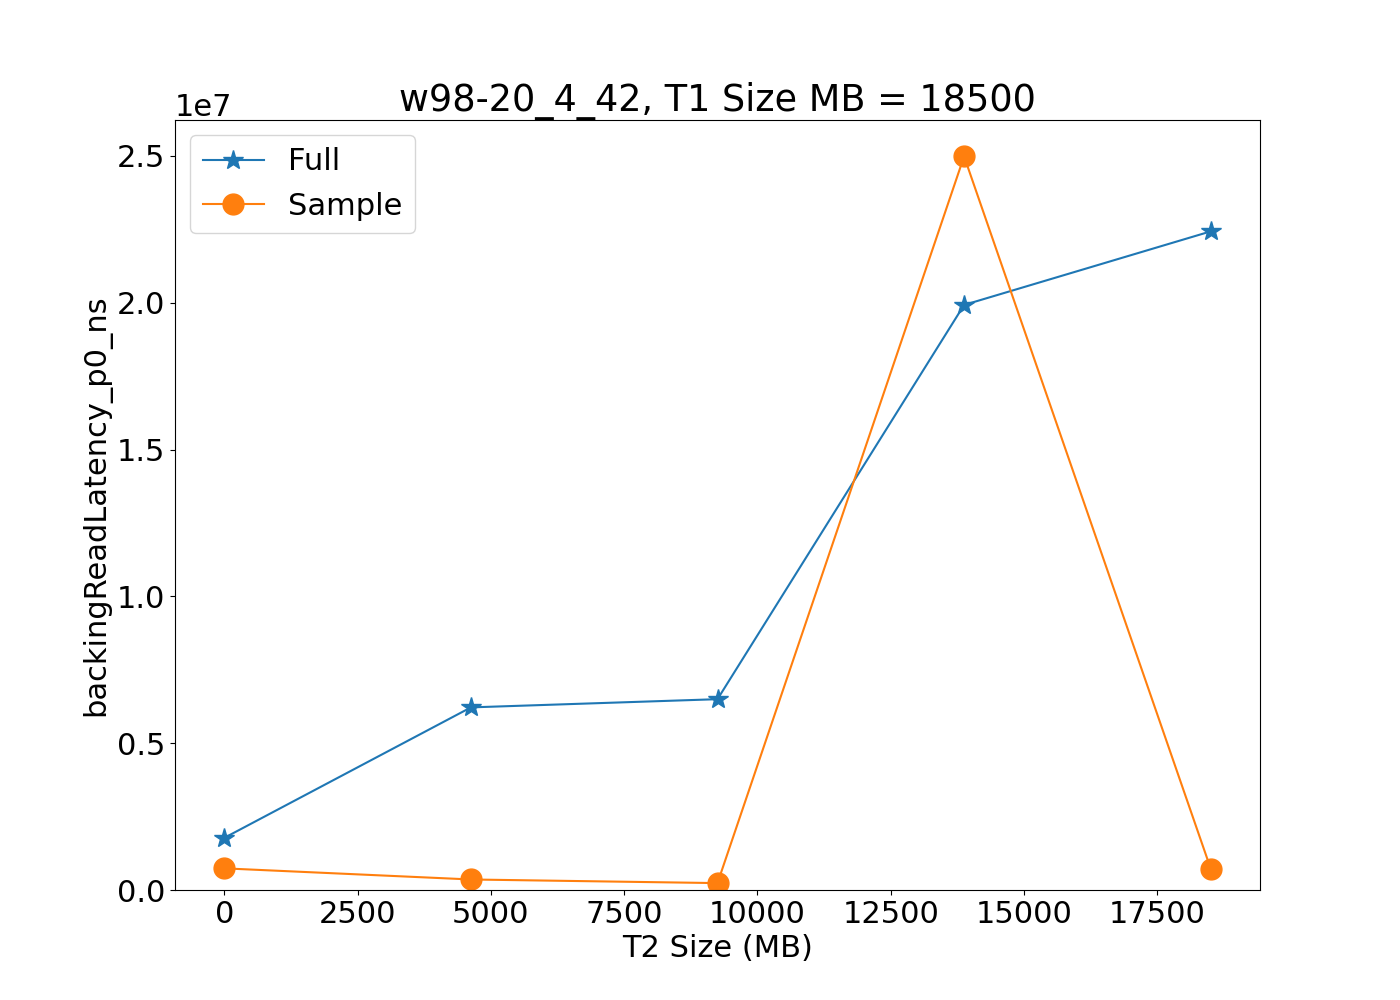 w98-20_4_42, T1 Size MB = 18500
1e7
Full
Sample
2.5
2.0
1.5
1.0
0.5
0.0
backingReadLatency_p0_ns
0 2500 5000 7500 10000 12500 15000 17500
T2 Size (MB)